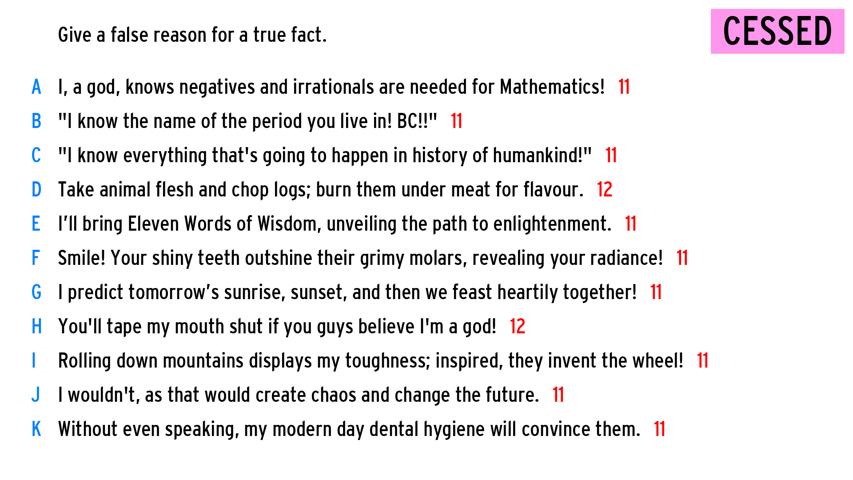 Give a false reason for a true fact.
CESSED
A I, a god, knows negatives and irrationals are needed for Mathematics! 11
B "I know the name of the period you live in! BC!!" 11
C "I know everything that's going to happen in history of humankind!" 11
D Take animal flesh and chop logs; burn them under meat for flavour. 12
E I'll bring Eleven Words of Wisdom, unveiling the path to enlightenment. 11
F Smile! Your shiny teeth outshine their grimy molars, revealing your radiance! 11
G I predict tomorrow's sunrise, sunset, and then we feast heartily together! 11
H You'll tape my mouth shut if you guys believe I'm a god! 12
I Rolling down mountains displays my toughness; inspired, they invent the wheel! 11
J I wouldn't, as that would create chaos and change the future. 11
K Without even speaking, my modern day dental hygiene will convince them. 11